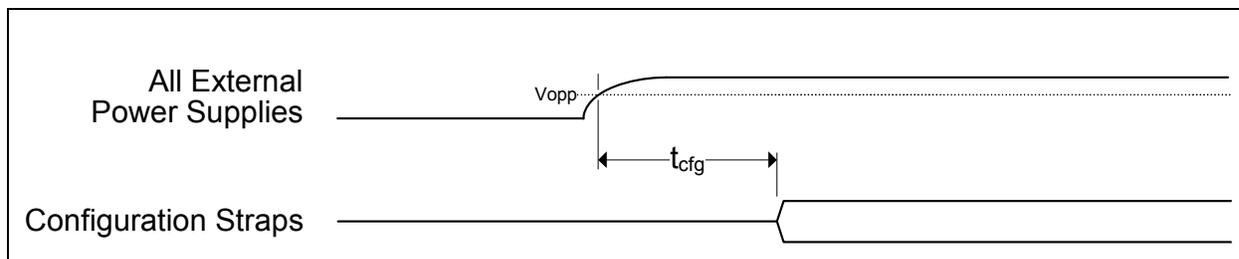 All External
Power Supplies
Vopp
tcfg
Configuration Straps